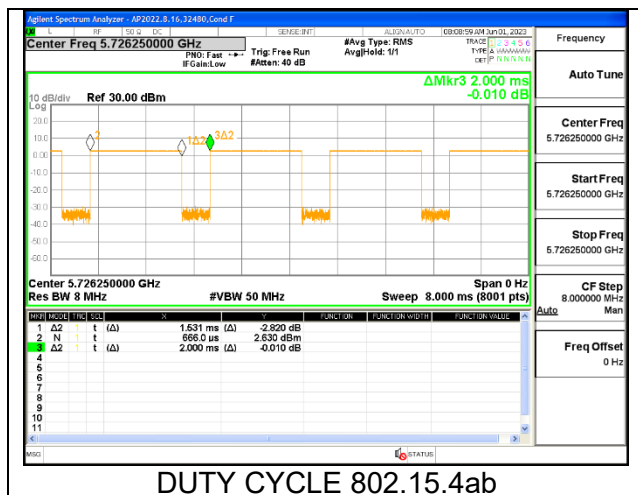 Agilent Spectrum Analyzer - AP2022.8.16,32480,Cond F
L RF 50 Ω DC SENSE:INT ALIGN AUTO 08:08:59 AM Jun 01, 2023
Center Freq 5.726250000 GHz #Avg Type: RMS TRACE 1 2 3 4 5 6
PNO: Fast Trig: Free Run Avg|Hold: 1/1 TYPE A WWWWW
IFGain:Low #Atten: 40 dB DET P N N N N N
Frequency
Auto Tune
ΔMkr3 2.000 ms
-0.010 dB
10 dB/div Ref 30.00 dBm
Log
20.0
10.0
0.00
-10.0
-20.0
-30.0
-40.0
-50.0
-60.0
2
1Δ2
3Δ2
Center Freq
5.726250000 GHz
Start Freq
5.726250000 GHz
Stop Freq
5.726250000 GHz
Center 5.726250000 GHz Span 0 Hz
Res BW 8 MHz #VBW 50 MHz Sweep 8.000 ms (8001 pts)
CF Step
8.000000 MHz
Auto Man
Freq Offset
0 Hz
MKR MODE TRC SCL X Y FUNCTION FUNCTION WIDTH FUNCTION VALUE
1 Δ2 t (Δ) 1.531 ms (Δ) -2.820 dB
2 N t 666.0 us 2.630 dBm
3 Δ2 t (Δ) 2.000 ms (Δ) -0.010 dB
4
5
6
7
8
9
10
11
MSG STATUS
DUTY CYCLE 802.15.4ab